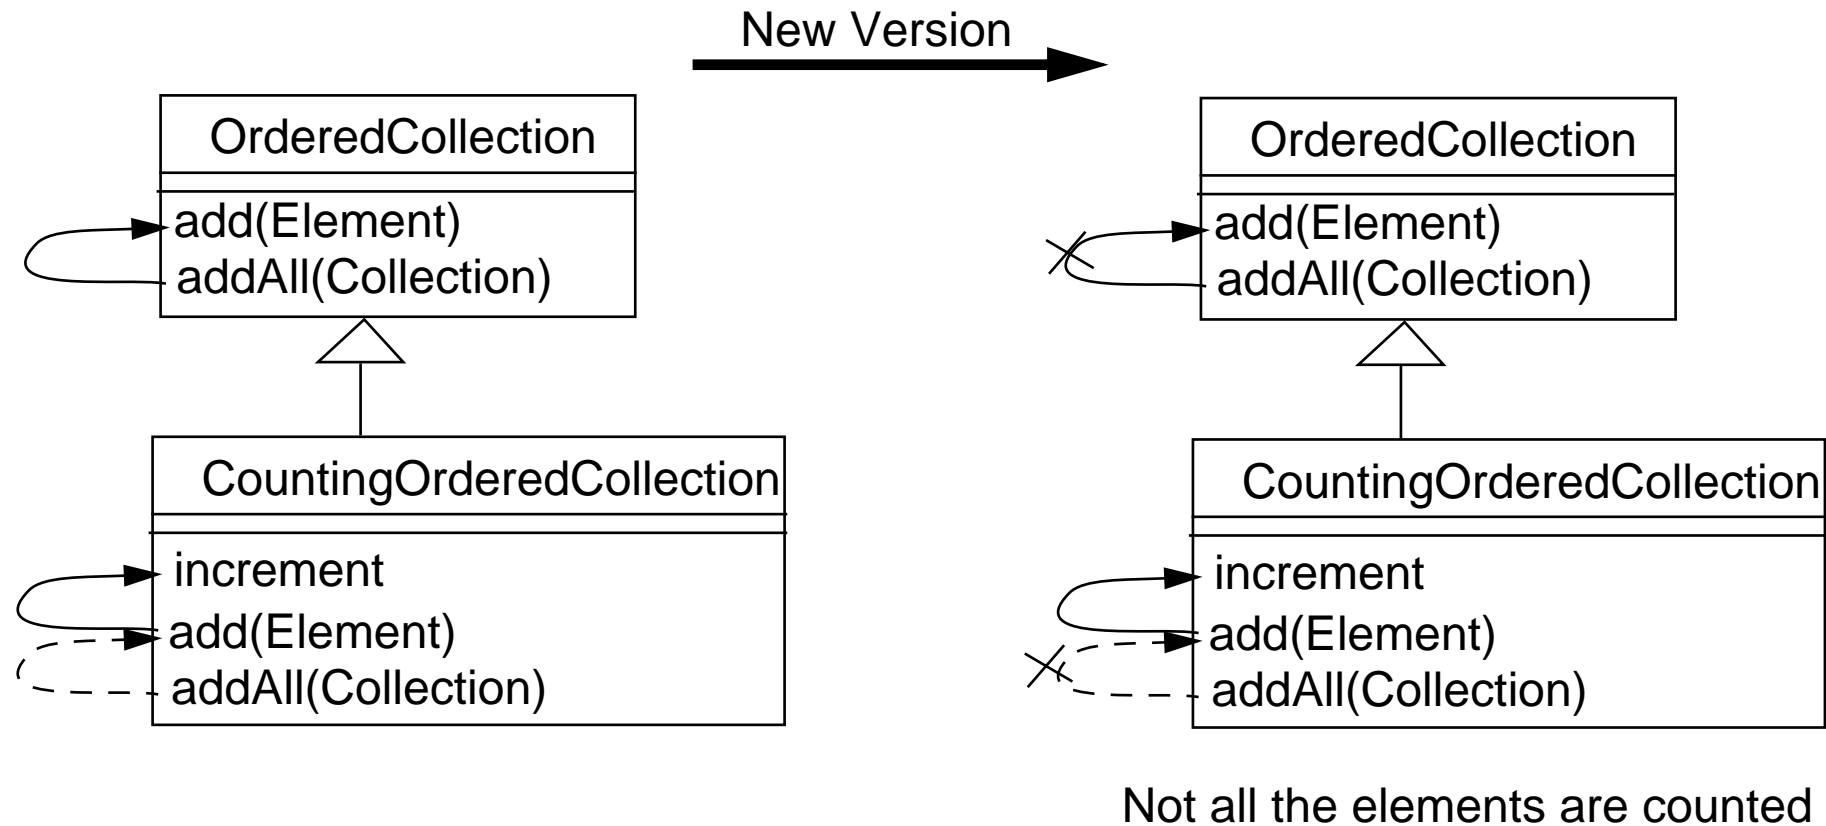 New Version
OrderedCollection
add(Element)
addAll(Collection)
CountingOrderedCollection
increment
add(Element)
addAll(Collection)
OrderedCollection
add(Element)
addAll(Collection)
CountingOrderedCollection
increment
add(Element)
addAll(Collection)
Not all the elements are counted